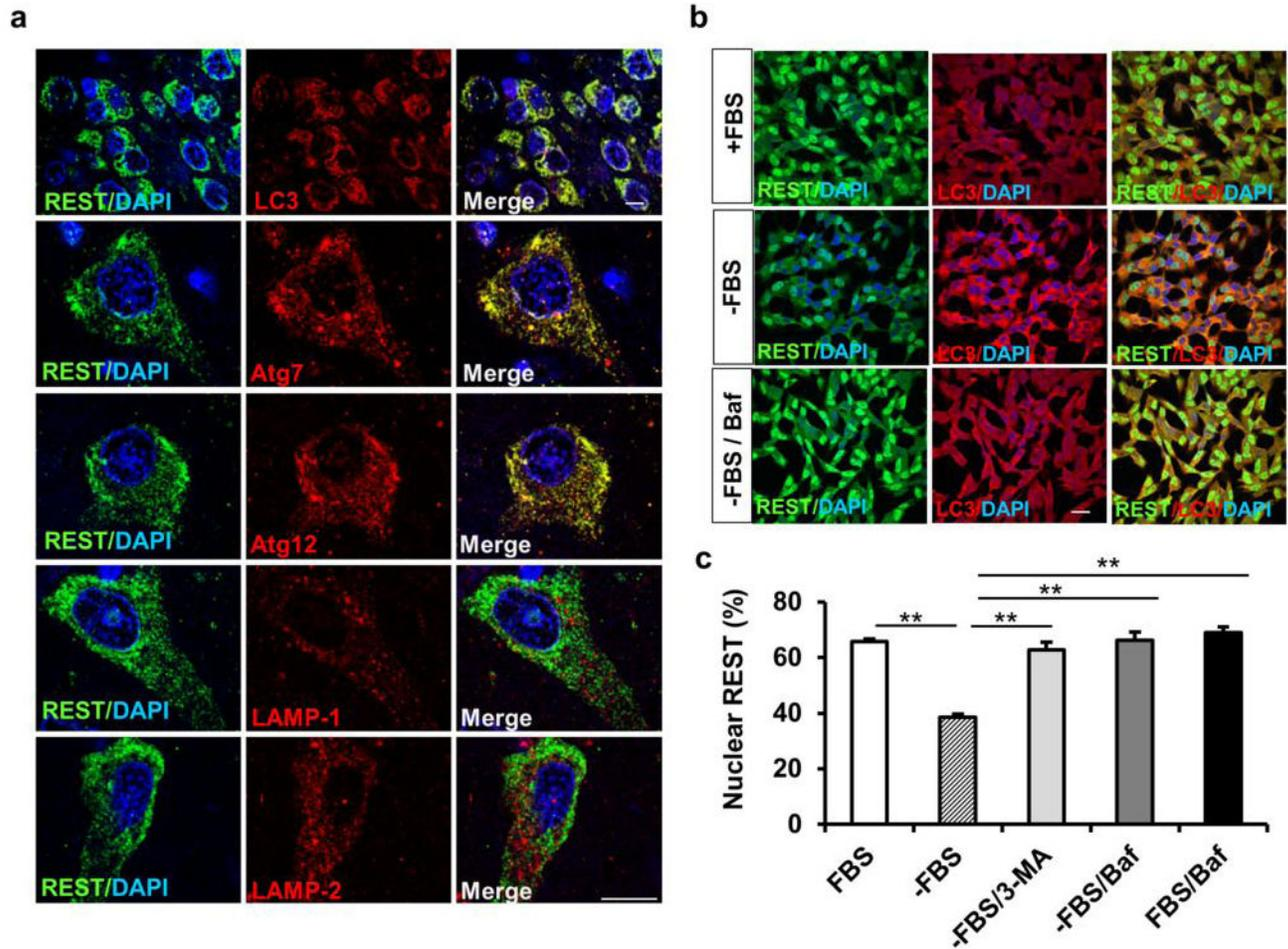 a
REST/DAPI LC3 Merge
REST/DAPI Atg7 Merge
REST/DAPI Atg12 Merge
REST/DAPI LAMP-1 Merge
REST/DAPI LAMP-2 Merge
b
+FBS
REST/DAPI LC3/DAPI REST/LC3/DAPI
-FBS
REST/DAPI LC3/DAPI REST/LC3/DAPI
-FBS / Baf
REST/DAPI LC3/DAPI REST/LC3/DAPI
c
Nuclear REST (%)
80
60
40
20
0
**
**
** **
FBS
-FBS
-FBS/3-MA
-FBS/Baf
FBS/Baf